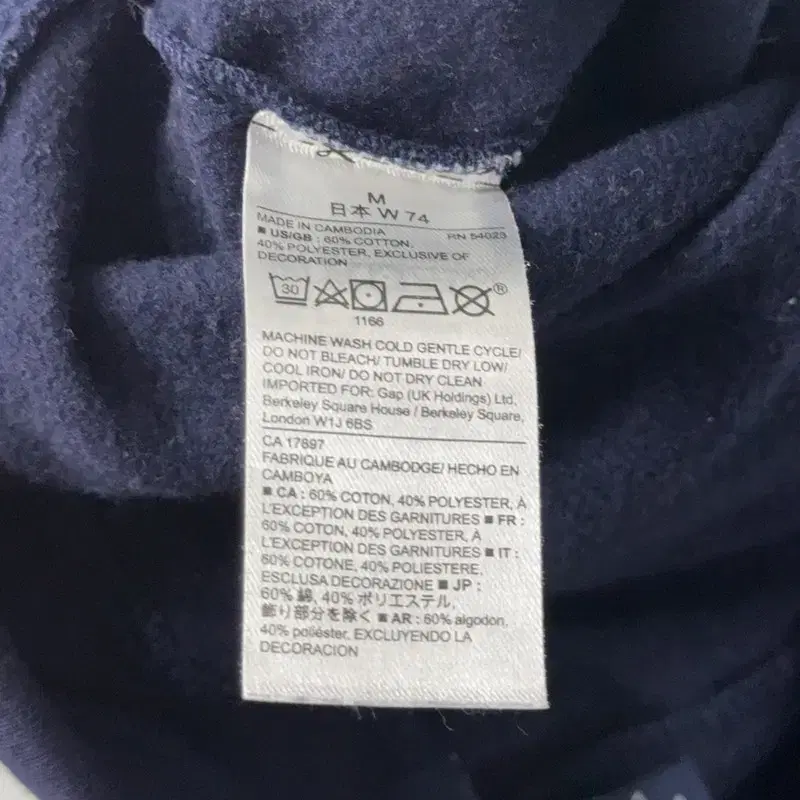 M
日本 W 74
MADE IN CAMBODIA RN 54023
■ US/GB : 60% COTTON,
40% POLYESTER, EXCLUSIVE OF
DECORATION
30
®
1166
MACHINE WASH COLD GENTLE CYCLE/
DO NOT BLEACH/ TUMBLE DRY LOW/
COOL IRON/ DO NOT DRY CLEAN
IMPORTED FOR: Gap (UK Holdings) Ltd.
Berkeley Square House / Berkeley Square,
London W1J 6BS
CA 17897
FABRIQUE AU CAMBODGE/ HECHO EN
CAMBOYA
■ CA : 60% COTON, 40% POLYESTER, À
L'EXCEPTION DES GARNITURES ■ FR :
60% COTON, 40% POLYESTER, À
L'EXCEPTION DES GARNITURES ■ IT :
60% COTONE, 40% POLIESTERE,
ESCLUSA DECORAZIONE ■ JP :
60% 綿, 40% ポリエステル,
飾り部分を除く ■ AR : 60% algodon,
40% poliéster, EXCLUYENDO LA
DECORACION